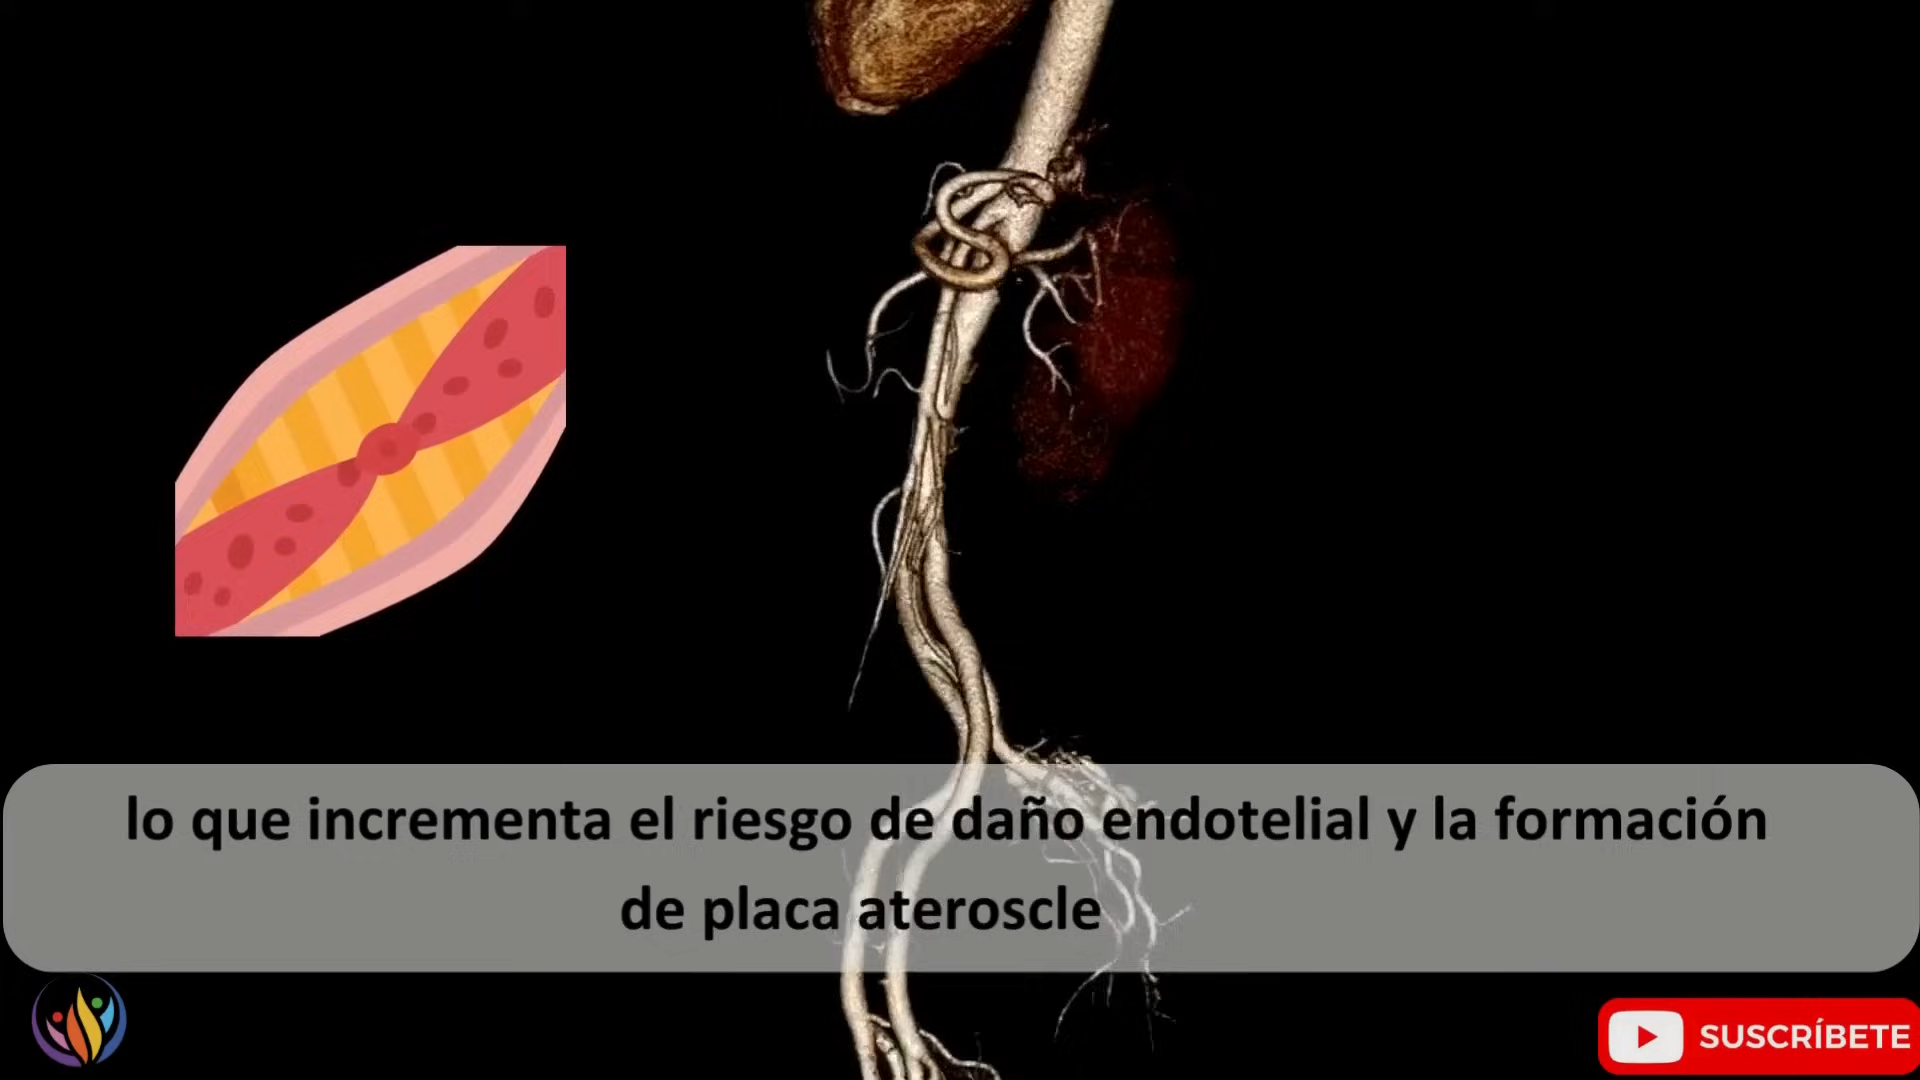 lo que incrementa el riesgo de daño endotelial y la formación
de placa ateroscle
SUSCRÍBETE